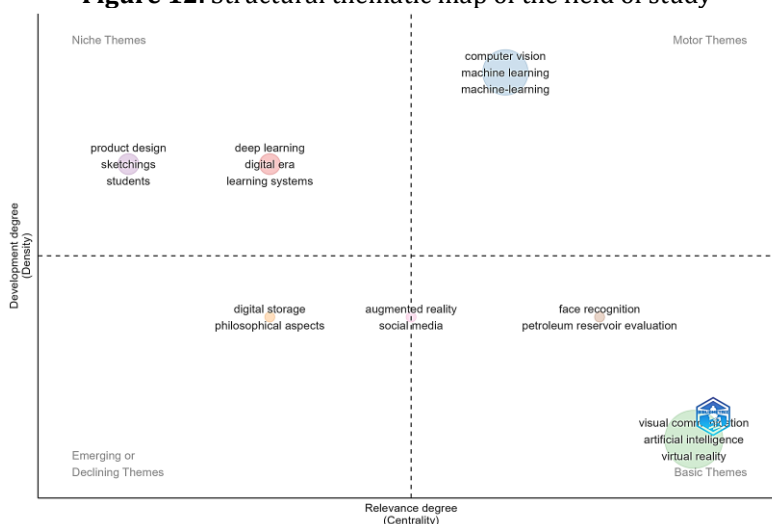 Figure 12. Structural thematic map of the field of study
Niche Themes
Motor Themes
computer vision
machine learning
machine-learning
product design
sketchings
students
deep learning
digital era
learning systems
Development degree
(Density)
digital storage
philosophical aspects
augmented reality
social media
face recognition
petroleum reservoir evaluation
visual communication
artificial intelligence
virtual reality
Emerging or
Declining Themes
Basic Themes
Relevance degree
(Centrality)